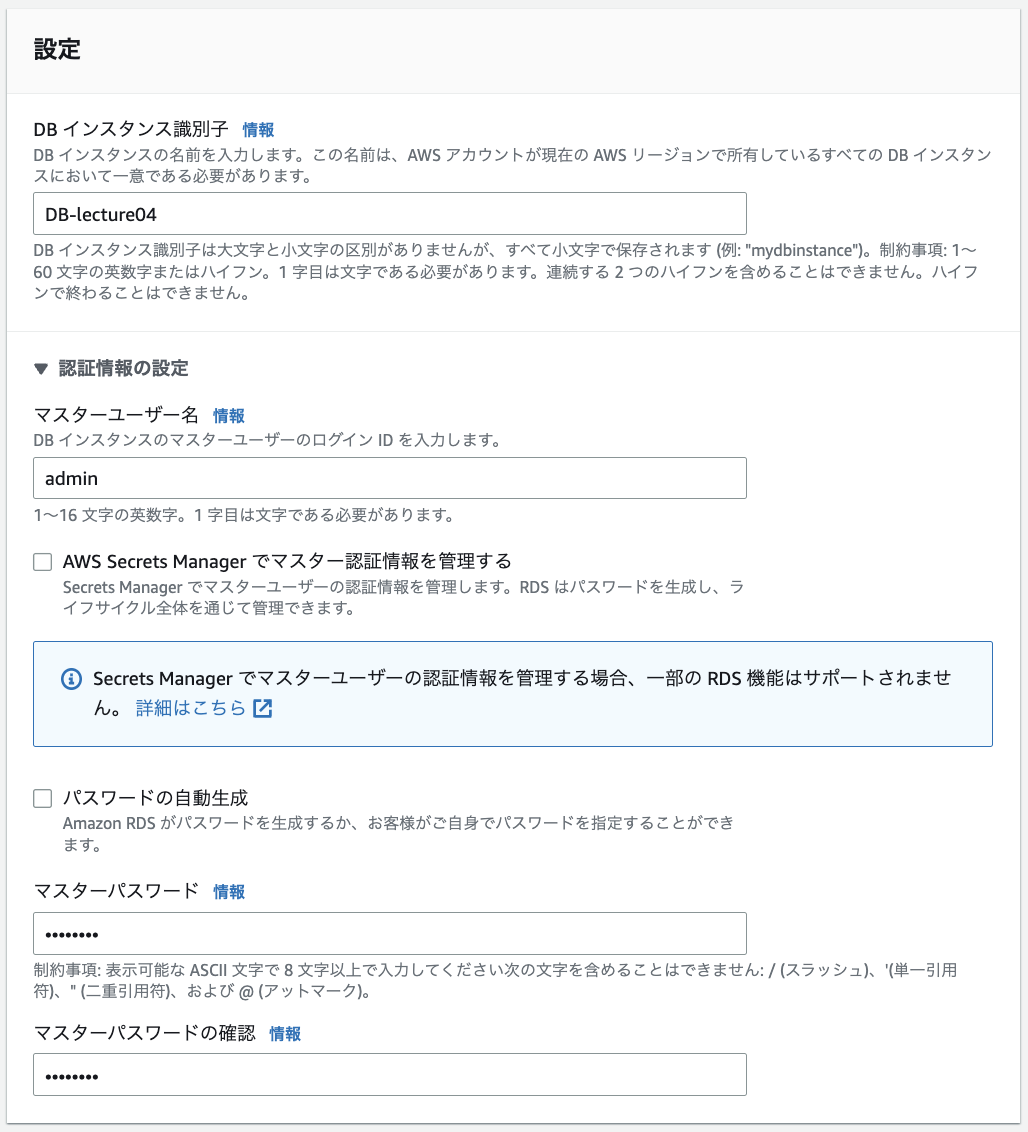 設定
DB インスタンス識別子 情報
DB インスタンスの名前を入力します。この名前は、AWS アカウントが現在の AWS リージョンで所有しているすべての DB インスタン
スにおいて一意である必要があります。
DB-lecture04
DB インスタンス識別子は大文字と小文字の区別がありませんが、すべて小文字で保存されます (例: "mydbinstance")。制約事項: 1〜
60 文字の英数字またはハイフン。1 字目は文字である必要があります。連続する 2 つのハイフンを含めることはできません。ハイフ
ンで終わることはできません。
▼ 認証情報の設定
マスターユーザー名 情報
DB インスタンスのマスターユーザーのログイン ID を入力します。
admin
1〜16 文字の英数字。1 字目は文字である必要があります。
AWS Secrets Manager でマスター認証情報を管理する
Secrets Manager でマスターユーザーの認証情報を管理します。RDS はパスワードを生成し、ラ
イフサイクル全体を通じて管理できます。
Secrets Manager でマスターユーザーの認証情報を管理する場合、一部の RDS 機能はサポートされませ
ん。 詳細はこちら
パスワードの自動生成
Amazon RDS がパスワードを生成するか、お客様がご自身でパスワードを指定することができ
ます。
マスターパスワード 情報
••••••••
制約事項: 表示可能な ASCII 文字で 8 文字以上で入力してください次の文字を含めることはできません: / (スラッシュ)、'(単一引用
符)、" (二重引用符)、および @ (アットマーク)。
マスターパスワードの確認 情報
••••••••